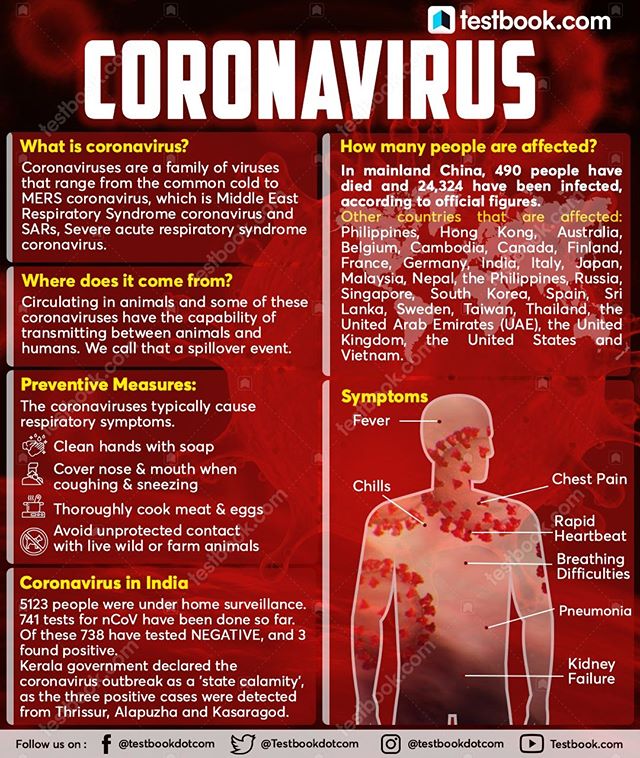 testbook.com
CORONAVIRUS
What is coronavirus?
Coronaviruses are a family of viruses
that range from the common cold to
MERS coronavirus, which is Middle East
Respiratory Syndrome coronavirus and
SARs, Severe acute respiratory syndrome
coronavirus.
Where does it come from?
Circulating in animals and some of these
coronaviruses have the capability of
transmitting between animals and
humans. We call that a spillover event.
Preventive Measures:
The coronaviruses typically cause
respiratory symptoms.
Clean hands with soap
Cover nose & mouth when
coughing & sneezing
Thoroughly cook meat & eggs
Avoid unprotected contact
with live wild or farm animals
Coronavirus in India
5123 people were under home surveillance.
741 tests for nCoV have been done so far.
Of these 738 have tested NEGATIVE, and 3
found positive.
Kerala government declared the
coronavirus outbreak as a 'state calamity',
as the three positive cases were detected
from Thrissur, Alapuzha and Kasaragod.
How many people are affected?
In mainland China, 490 people have
died and 24,324 have been infected,
according to official figures.
Other countries that are affected:
Philippines, Hong Kong, Australia,
Belgium, Cambodia, Canada, Finland,
France, Germany, India, Italy, Japan,
Malaysia, Nepal, the Philippines, Russia,
Singapore, South Korea, Spain, Sri
Lanka, Sweden, Taiwan, Thailand, the
United Arab Emirates (UAE), the United
Kingdom, the United States and
Vietnam.
Symptoms
Fever
Chills
Chest Pain
Rapid
Heartbeat
Breathing
Difficulties
Pneumonia
Kidney
Failure
Follow us on : @testbookdotcom @Testbookdotcom @testbookdotcom Testbook.com